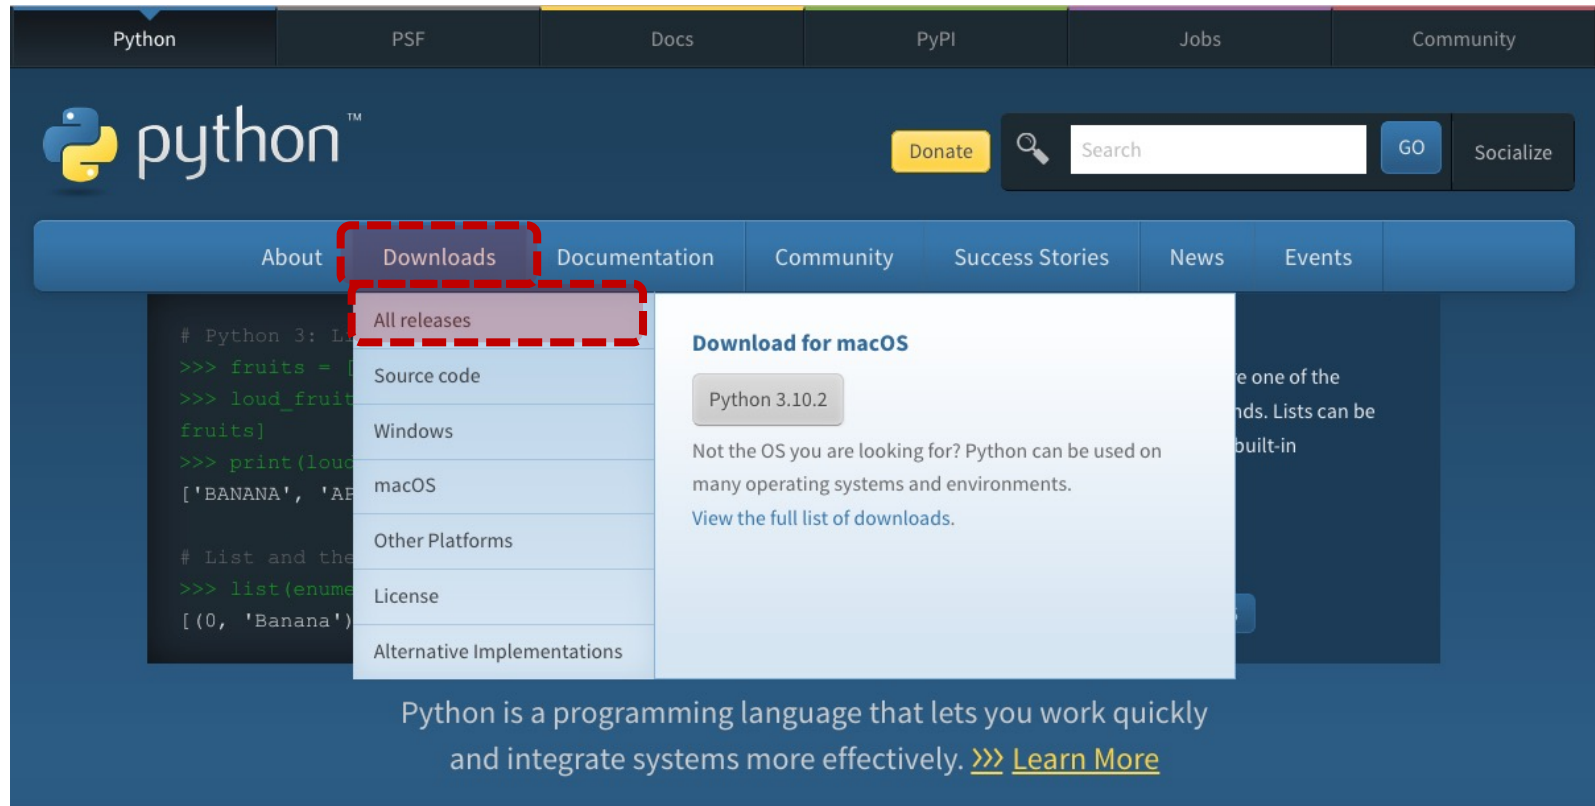 Python
PSF
Docs
PyPI
Jobs
Community
python™
Donate
Search
GO
Socialize
About
Downloads
Documentation
Community
Success Stories
News
Events
All releases
Source code
Windows
macOS
Other Platforms
License
Alternative Implementations
Download for macOS
Python 3.10.2
Not the OS you are looking for? Python can be used on
many operating systems and environments.
View the full list of downloads.
# Python 3: Li
>>> fruits = [
>>> loud_fruit
fruits]
>>> print(loud
['BANANA', 'AP
# List and the
>>> list(enume
[(0, 'Banana')
e one of the
nds. Lists can be
built-in
Python is a programming language that lets you work quickly
and integrate systems more effectively. >>> Learn More